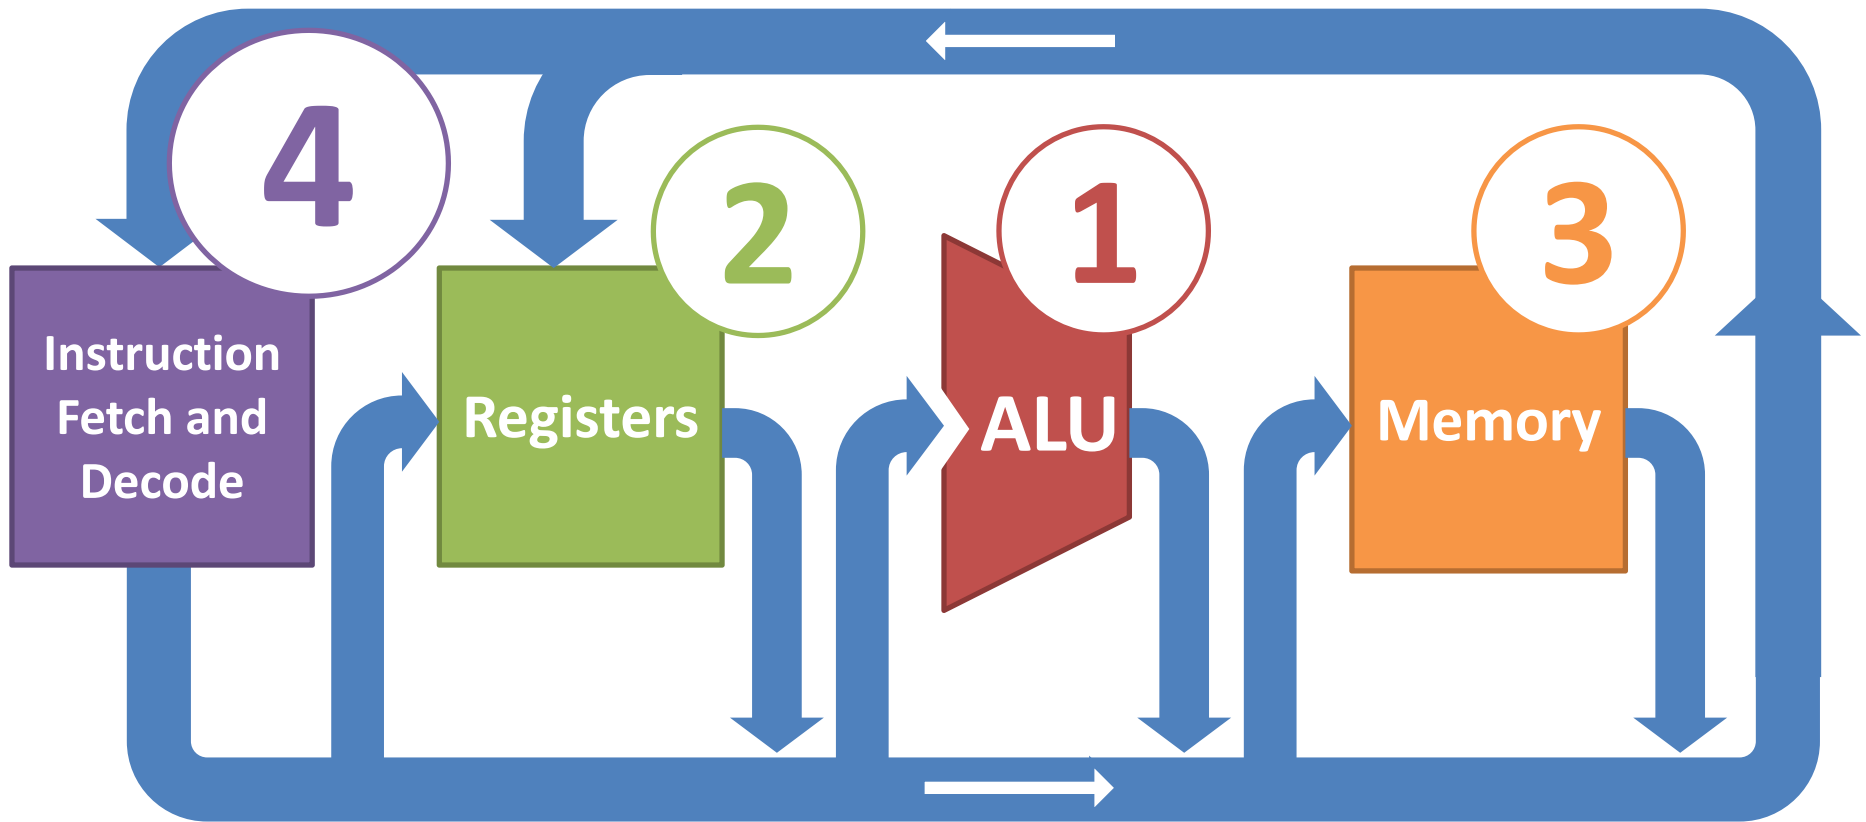 4
2
1
3
Instruction
Fetch and
Decode
Registers
ALU
Memory